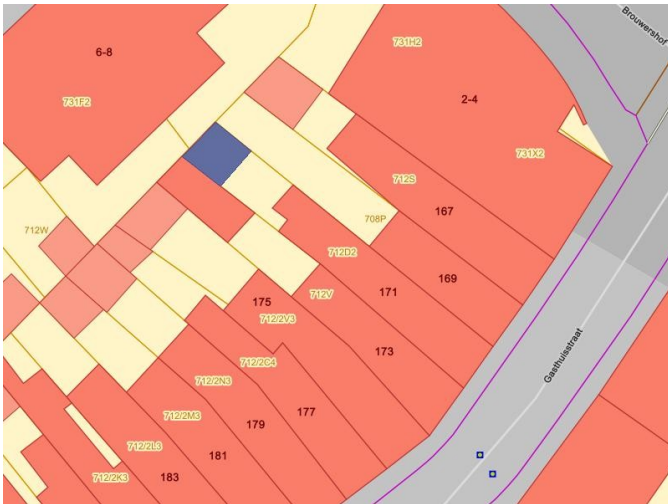 Brouwershof
731H2
6-8
731F2
2-4
731X2
712S
167
708P
712W
712D2
169
712V
171
175
712/2V3
173
Gasthuisstraat
712/2C4
712/2N3
177
712/2M3
179
712/2L3
181
712/2K3
183